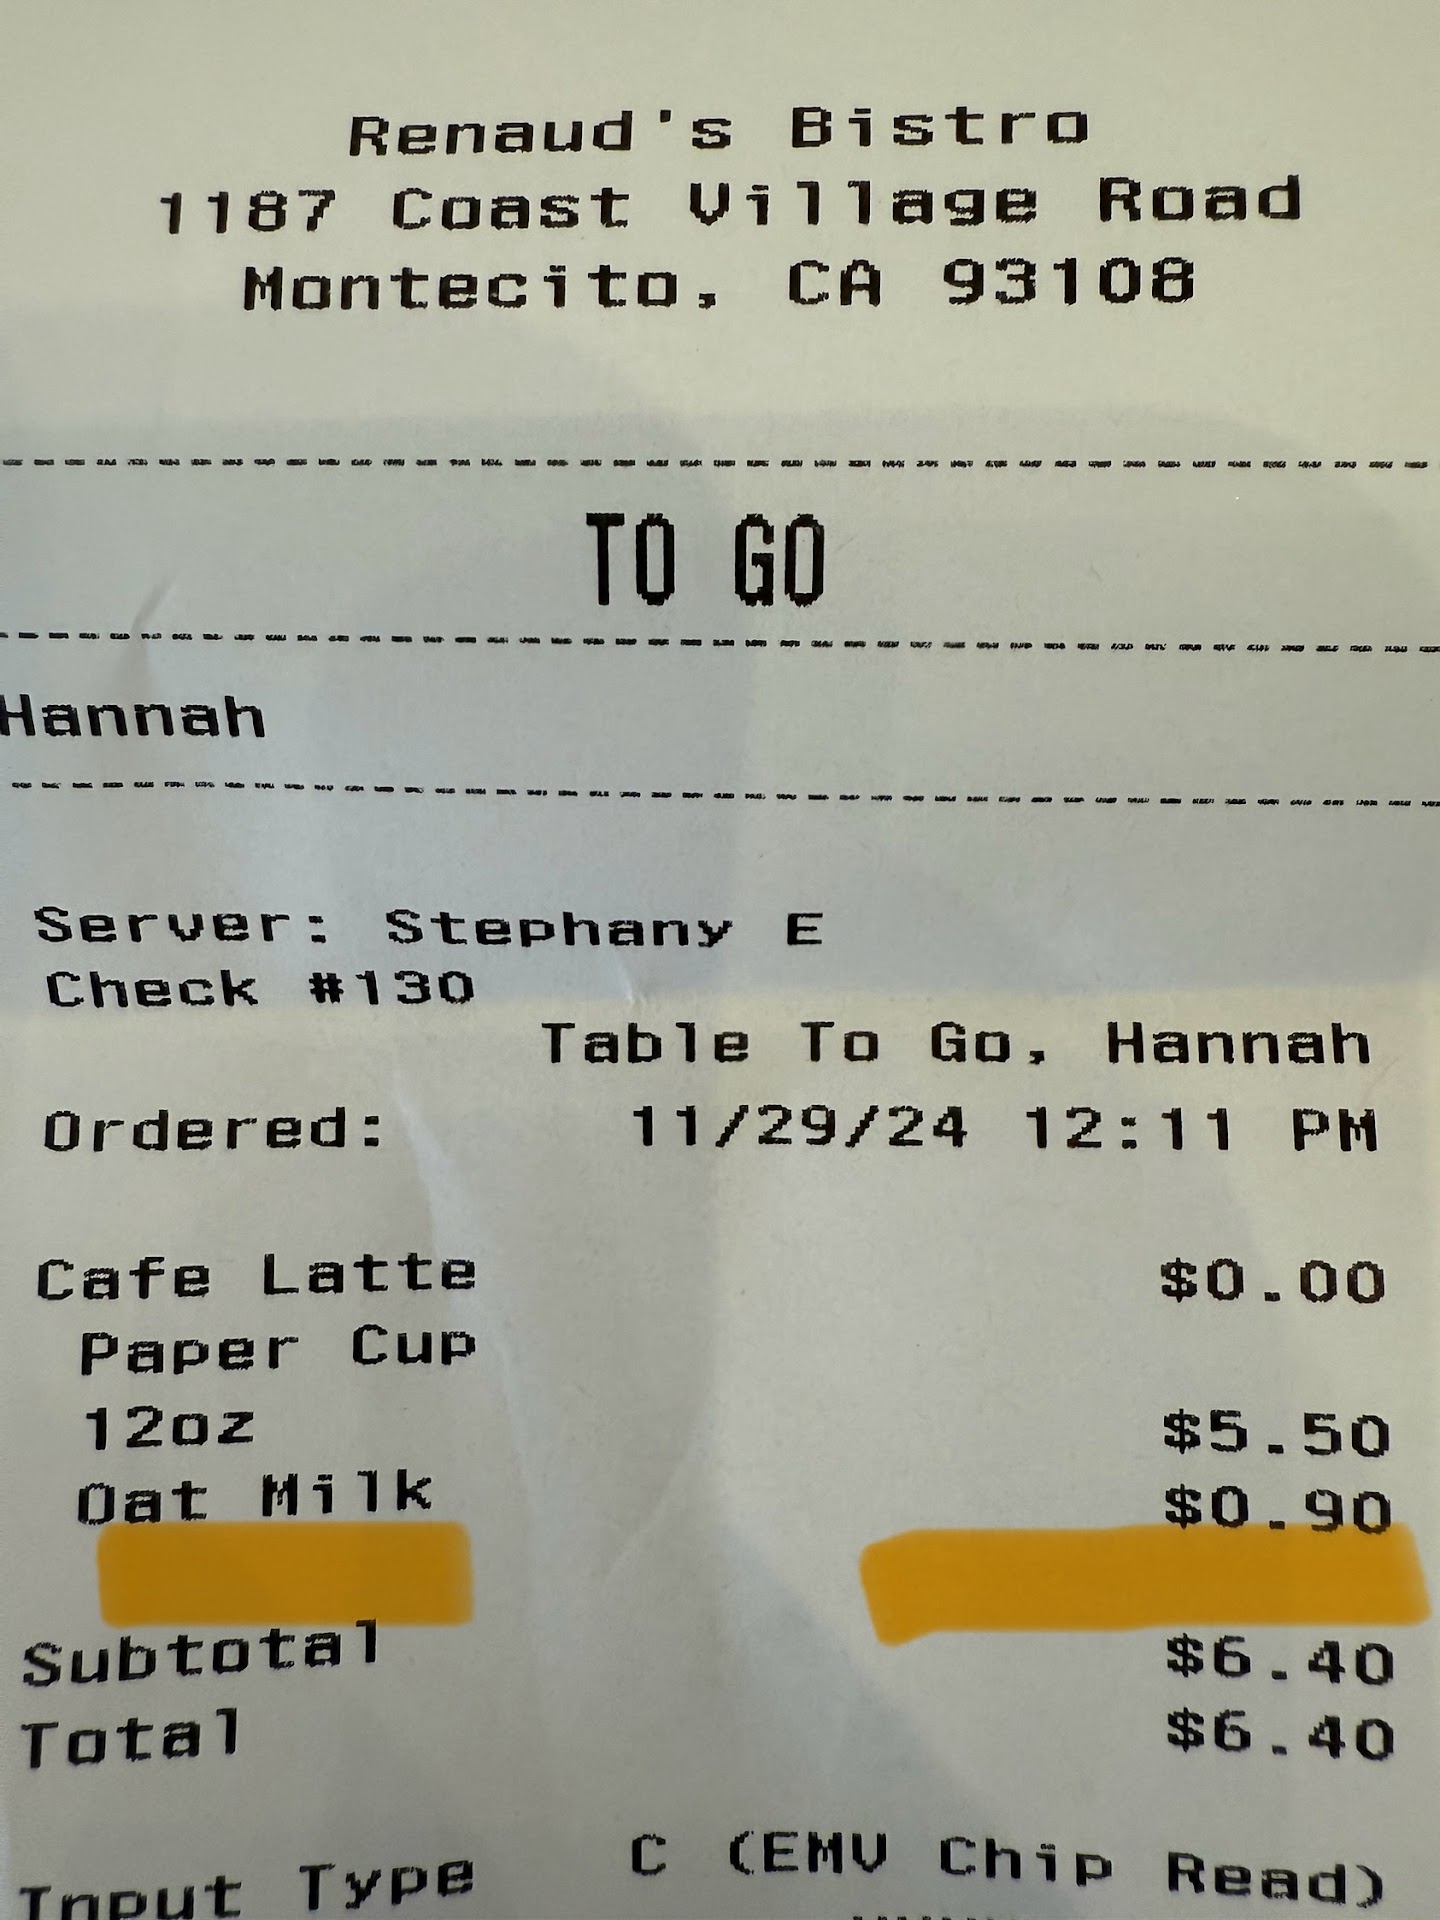 Renaud's Bistro
1187 Coast Village Road
Montecito, CA 93108
TO GO
Hannah
Server: Stephany E
Check #130
Table To Go, Hannah
Ordered: 11/29/24 12:11 PM
Cafe Latte $0.00
Paper Cup
12oz $5.50
Oat Milk $0.90
Subtotal $6.40
Total $6.40
Input Type C (EMV Chip Read)